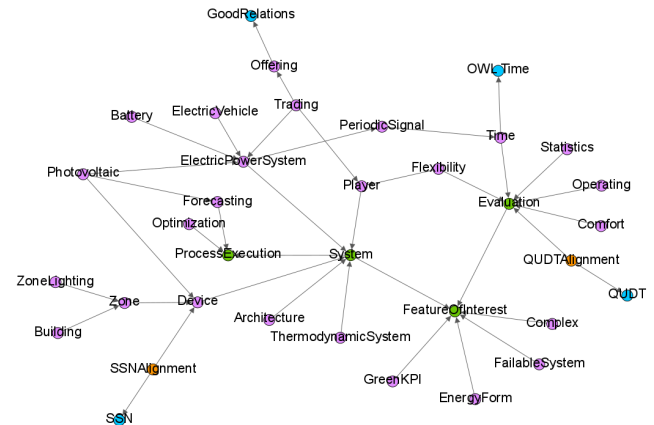 GoodRelations
Offering
OWL Time
Trading
ElectricVehicle
Battery
PeriodicSignal
Time
Statistics
ElectricPowerSystem
Flexibility
Photovoltaic
Player
Operating
Forecasting
Evaluation
Optimization
Comfort
ProcessExecution
System
QUDTAlignment
ZoneLighting
QUDT
Zone
Device
FeatureOfInterest
Architecture
Complex
Building
ThermodynamicSystem
FailableSystem
SSNAlignment
GreenKPI
EnergyForm
SSN